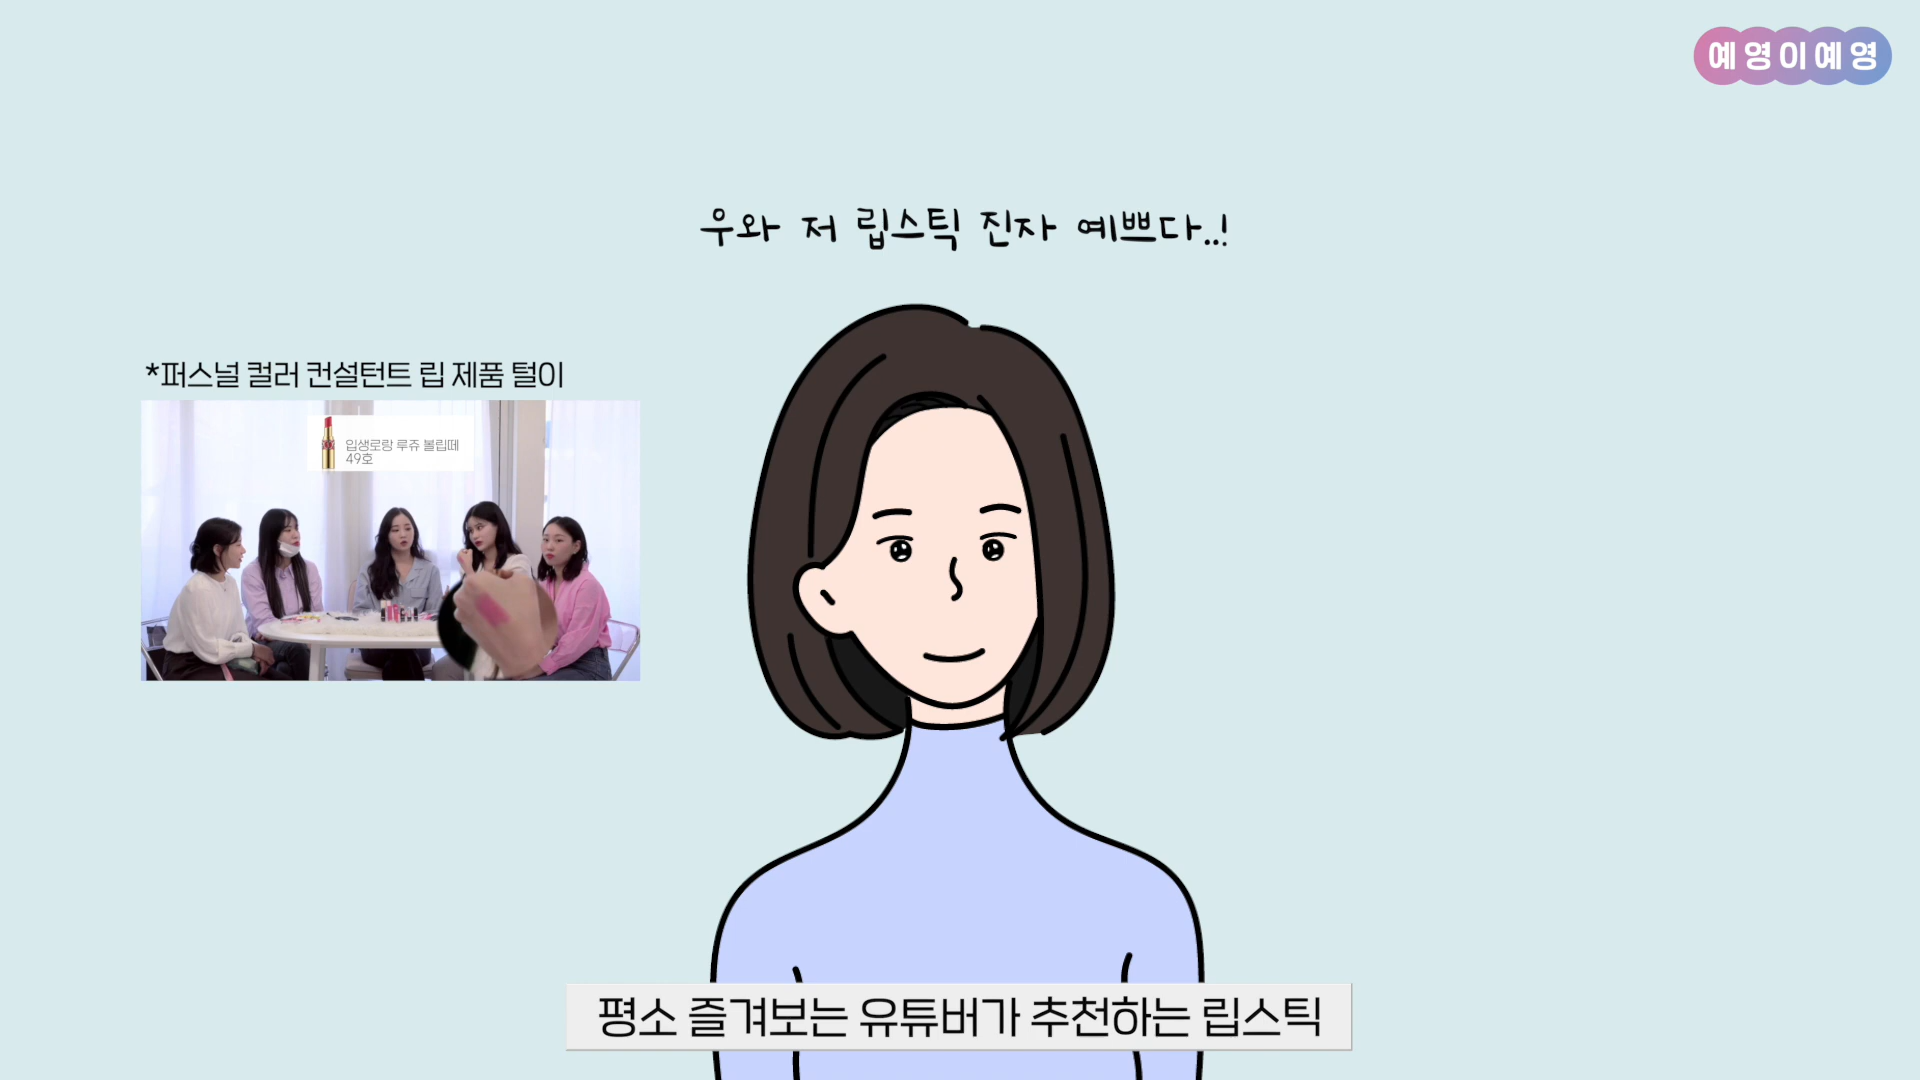 예영이예영
우와 저 립스틱 진자 예쁘다..!
*퍼스널 컬러 컨설턴트 립 제품 털이
입생로랑 루쥬 볼립떼
49호
평소 즐겨보는 유튜버가 추천하는 립스틱